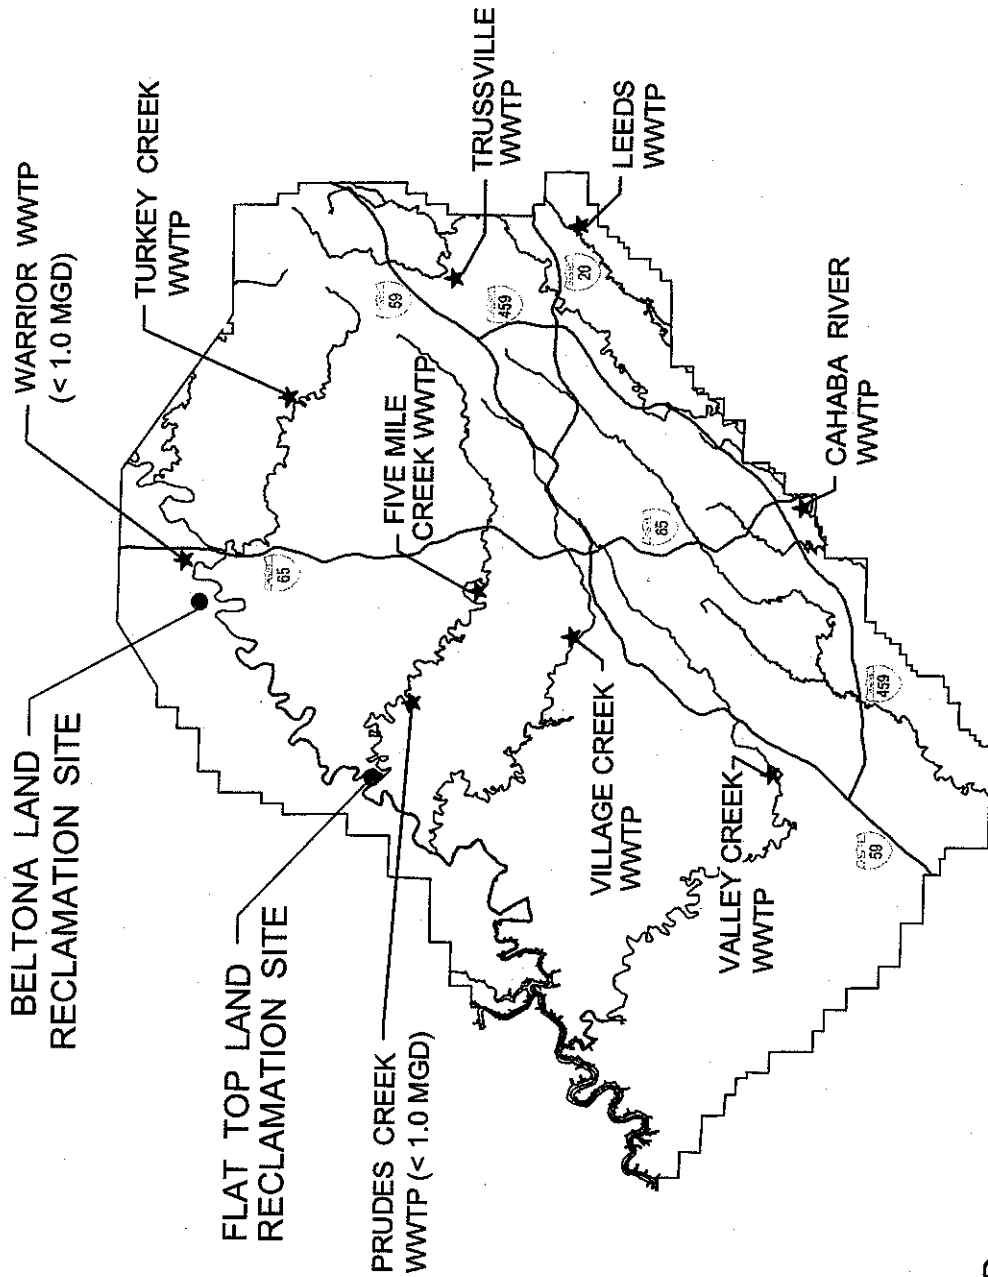 BELTONA LAND
RECLAMATION SITE
WARRIOR WWTP
(< 1.0 MGD)
TURKEY CREEK
WWTP
FLAT TOP LAND
RECLAMATION SITE
PRUDES CREEK
WWTP (< 1.0 MGD)
FIVE MILE
CREEK WWTP
TRUSSVILLE
WWTP
LEEDS
WWTP
VILLAGE CREEK
WWTP
VALLEY CREEK
WWTP
CAHABA RIVER
WWTP
65
59
459
20
65
459
59